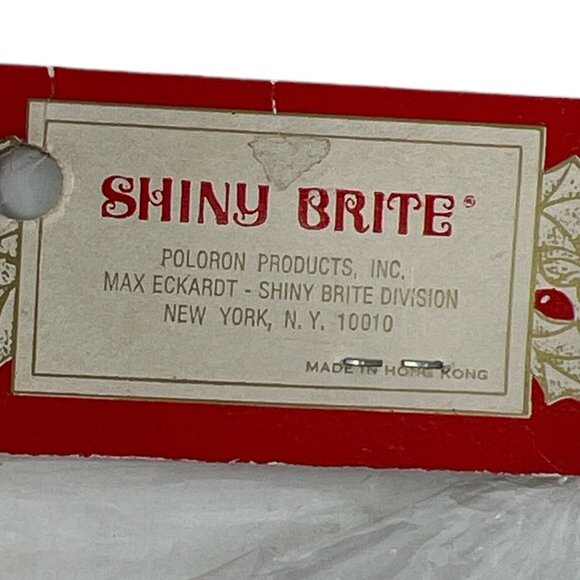 SHINY BRITE®
POLORON PRODUCTS, INC.
MAX ECKARDT - SHINY BRITE DIVISION
NEW YORK, N. Y. 10010
MADE IN HONG KONG